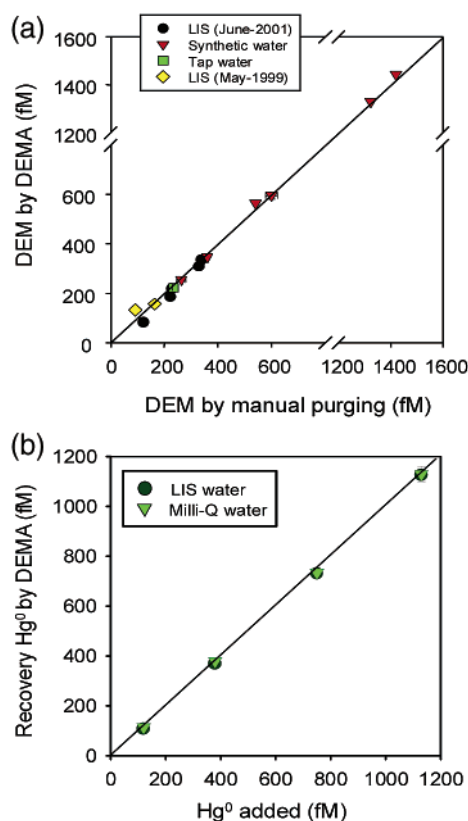 (a)
LIS (June-2001)
Synthetic water
Tap water
LIS (May-1999)
DEM by DEMA (fM)
1600
1400
1200
600
400
200
0
0 200 400 600 1200 1400 1600
DEM by manual purging (fM)
(b)
LIS water
Milli-Q water
Recovery Hg⁰ by DEMA (fM)
1200
1000
800
600
400
200
0
0 200 400 600 800 1000 1200
Hg⁰ added (fM)